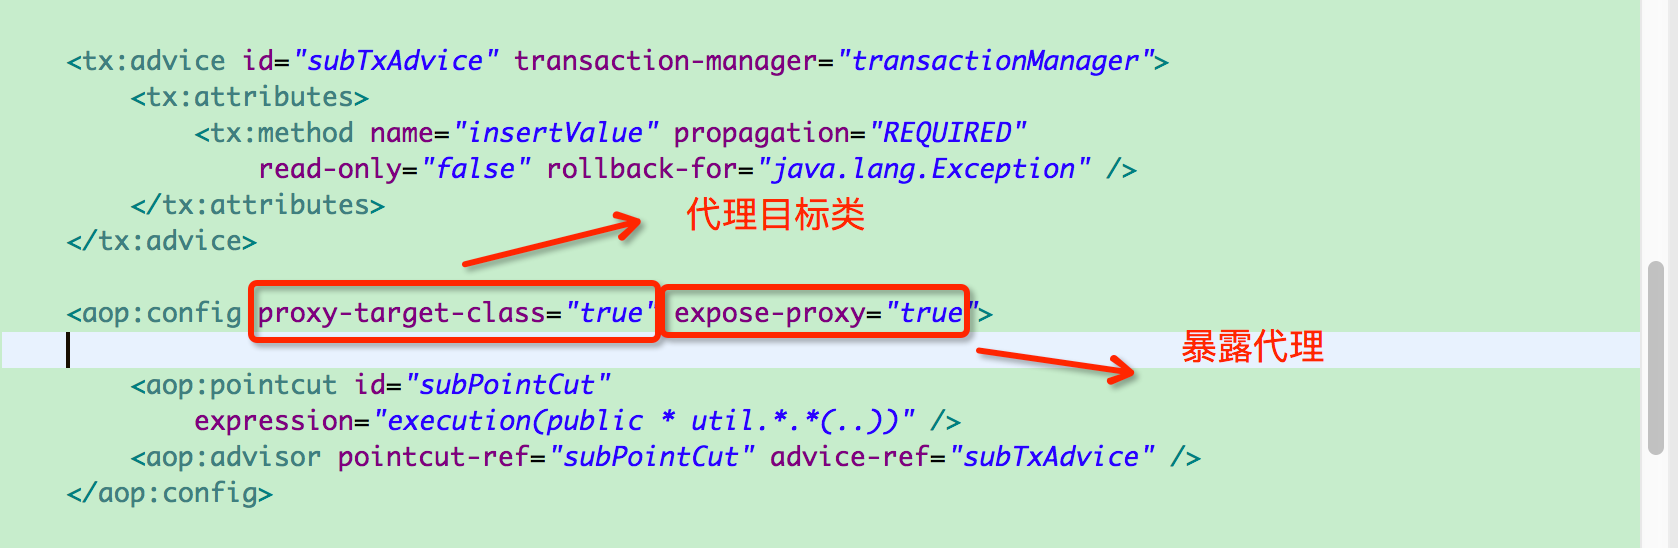 <tx:advice id="subTxAdvice" transaction-manager="transactionManager">
<tx:attributes>
<tx:method name="insertValue" propagation="REQUIRED"
read-only="false" rollback-for="java.lang.Exception" />
</tx:attributes>
代理目标类
</tx:advice>
<aop:config proxy-target-class="true" expose-proxy="true">
暴露代理
<aop:pointcut id="subPointCut"
expression="execution(public * util.*.*(..))" />
<aop:advisor pointcut-ref="subPointCut" advice-ref="subTxAdvice" />
</aop:config>